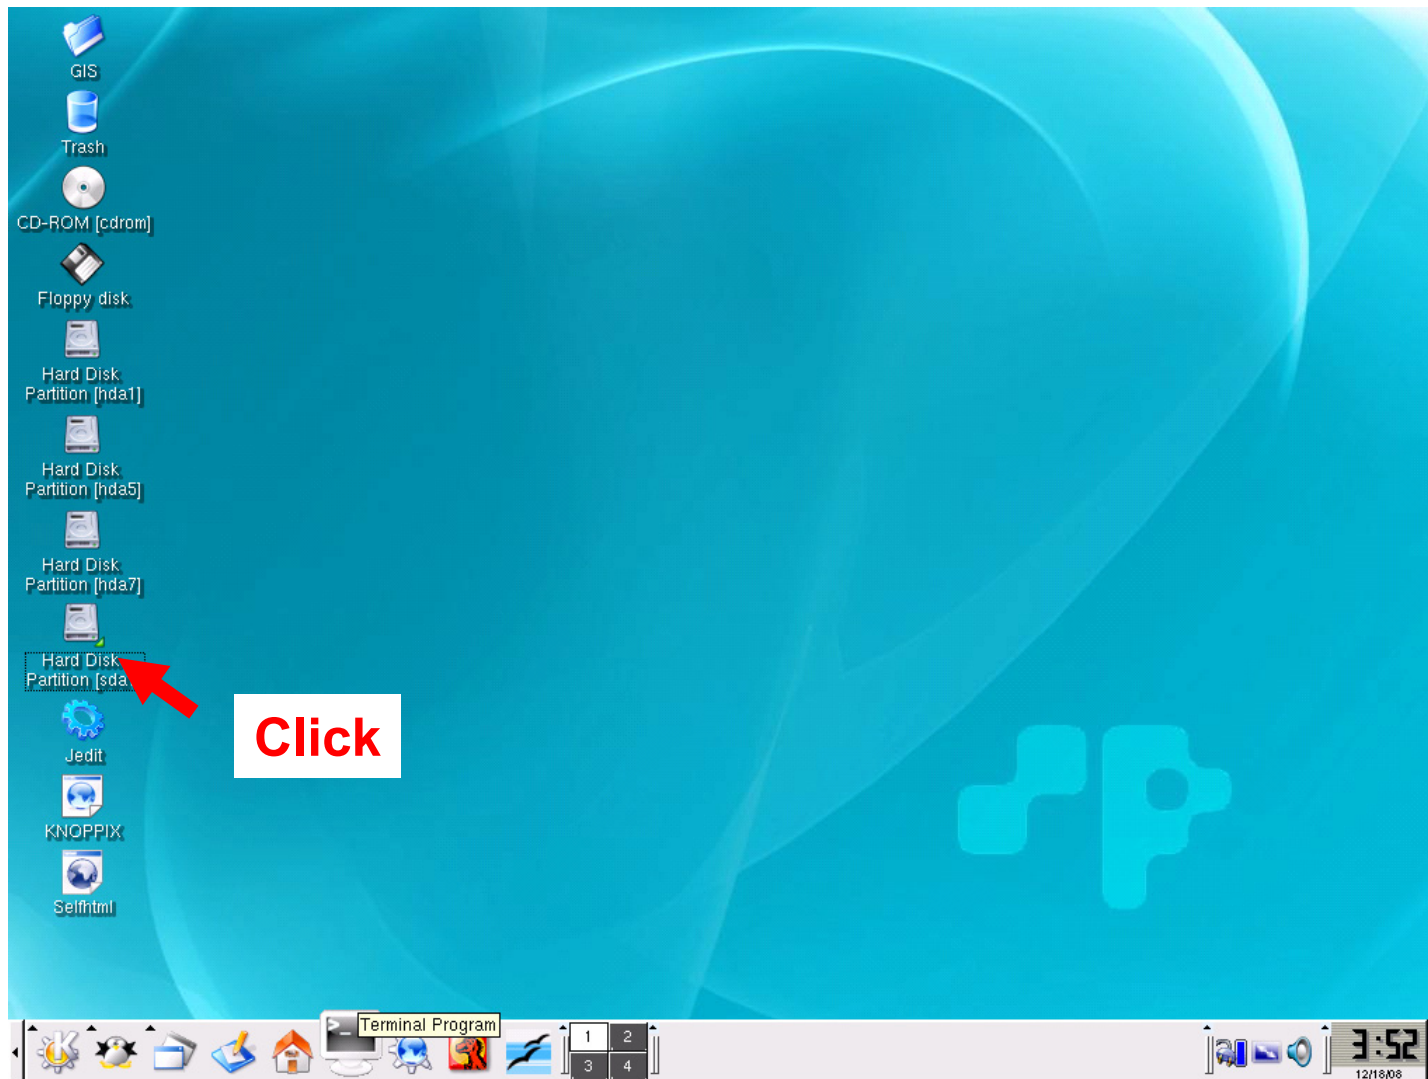 GIS
Trash
CD-ROM [cdrom]
Floppy disk
Hard Disk
Partition [hda1]
Hard Disk
Partition [hda5]
Hard Disk
Partition [hda7]
Hard Disk
Partition [sda
Click
Jedit
KNOPPIX
Selfhtml
Terminal Program
1 2
3 4
3:52
12/18/08